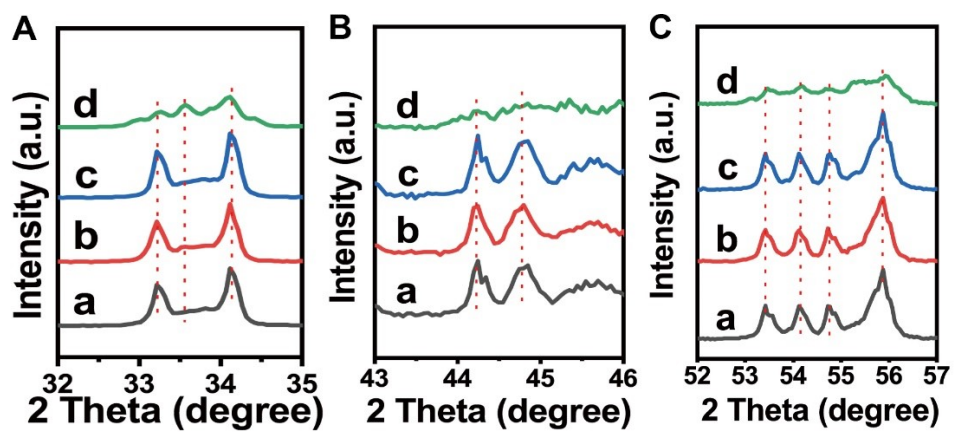 A
Intensity (a.u.)
d
c
b
a
32 33 34 35
2 Theta (degree)
B
Intensity (a.u.)
d
c
b
a
43 44 45 46
2 Theta (degree)
C
Intensity (a.u.)
d
c
b
a
52 53 54 55 56 57
2 Theta (degree)